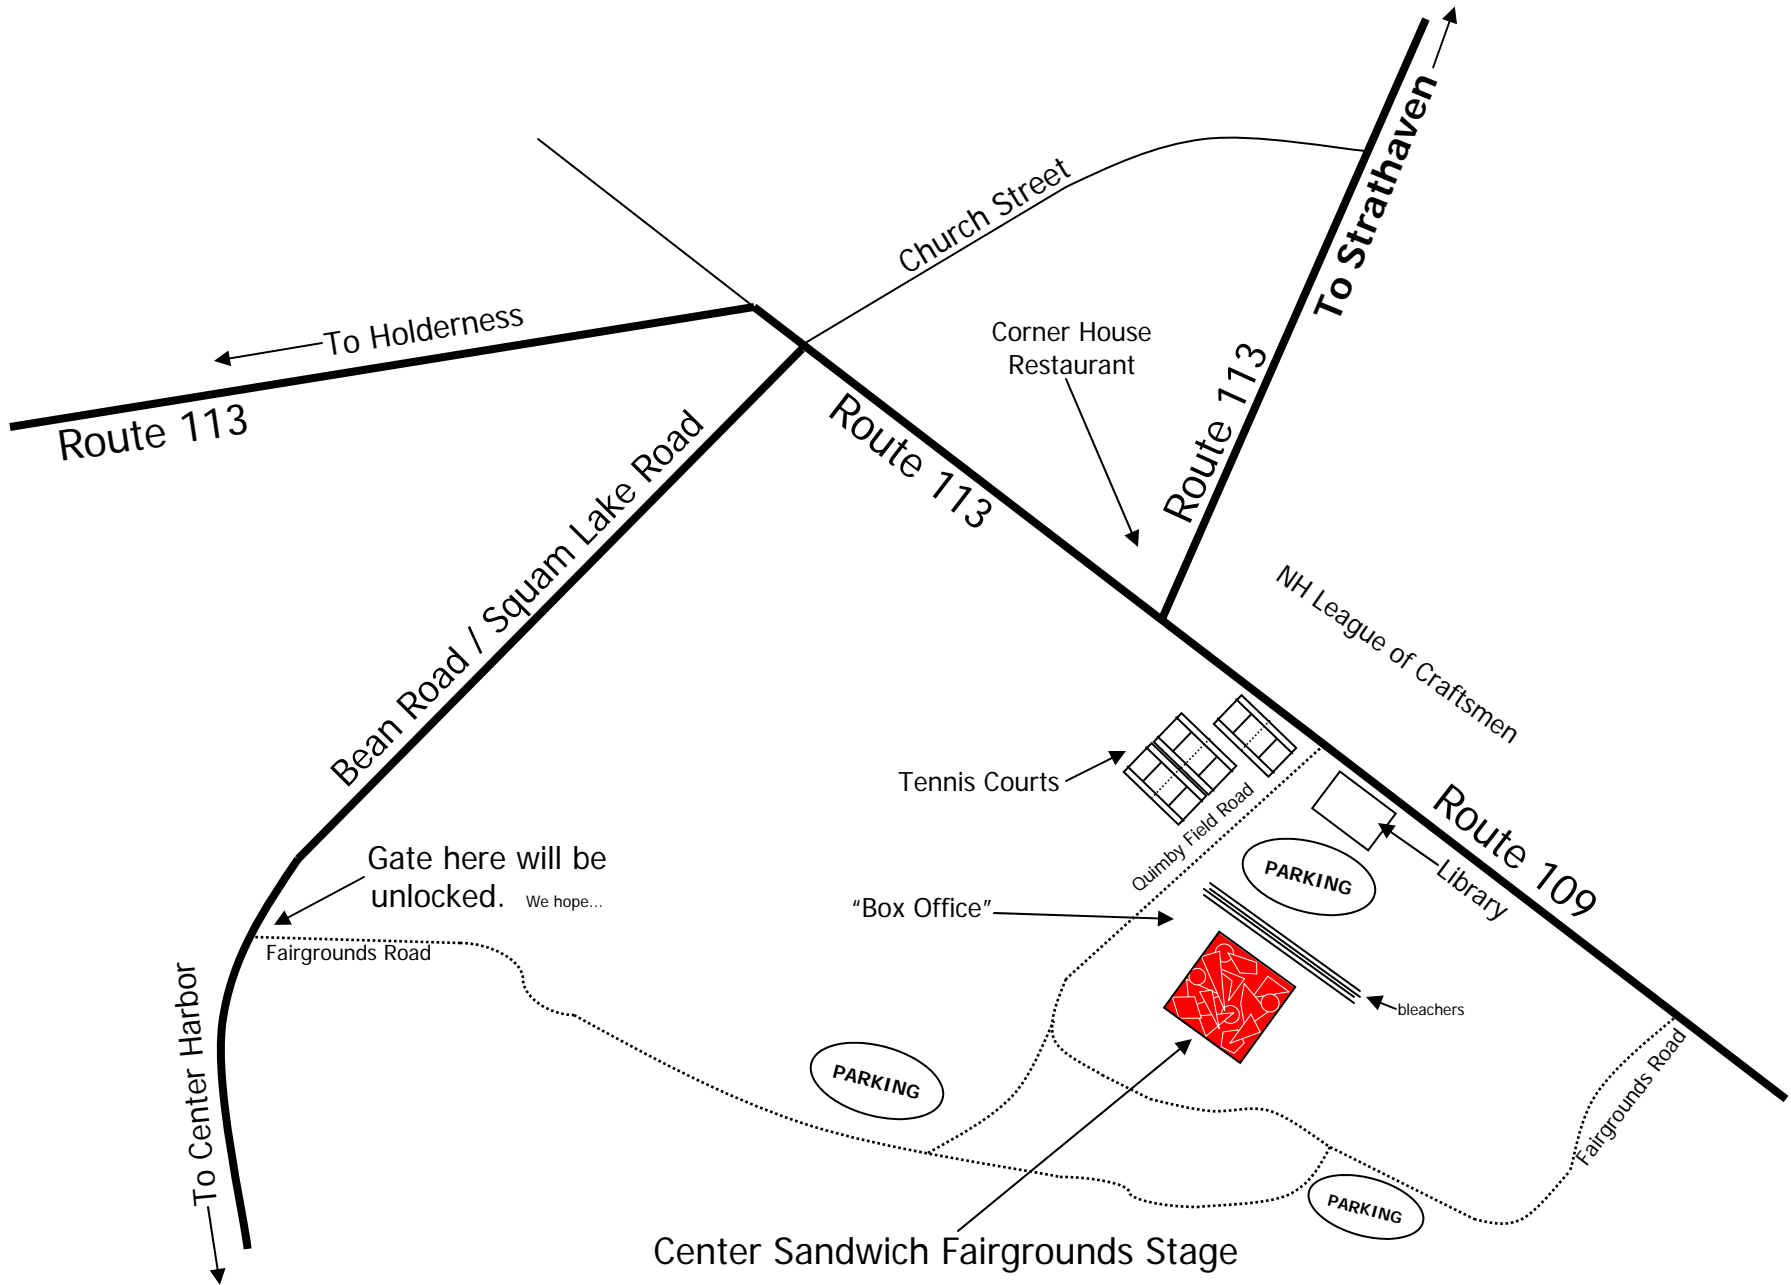 To Strathaven
Church Street
To Holderness
Route 113
Corner House
Restaurant
Route 113
Route 113
Bean Road / Squam Lake Road
NH League of Craftsmen
Tennis Courts
Quimby Field Road
Route 109
Library
PARKING
Gate here will be
unlocked. We hope...
"Box Office"
Fairgrounds Road
bleachers
To Center Harbor
PARKING
Fairgrounds Road
PARKING
Center Sandwich Fairgrounds Stage